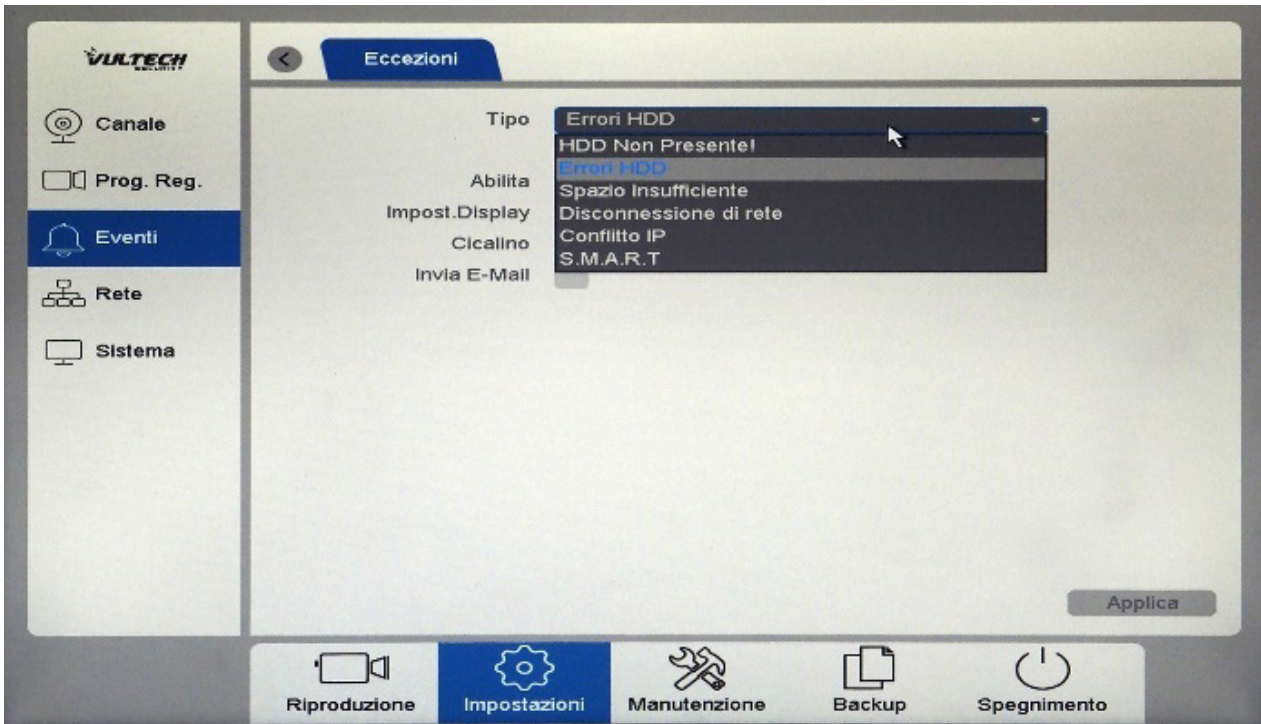 VULTECH
SECURITY
Eccezioni
Canale
Prog. Reg.
Eventi
Rete
Sistema
Tipo
Errori HDD
HDD Non Presente!
Errori HDD
Spazio Insufficiente
Disconnessione di rete
Conflitto IP
S.M.A.R.T
Abilita
Impost.Display
Cicalino
Invia E-Mail
Applica
Riproduzione
Impostazioni
Manutenzione
Backup
Spegnimento